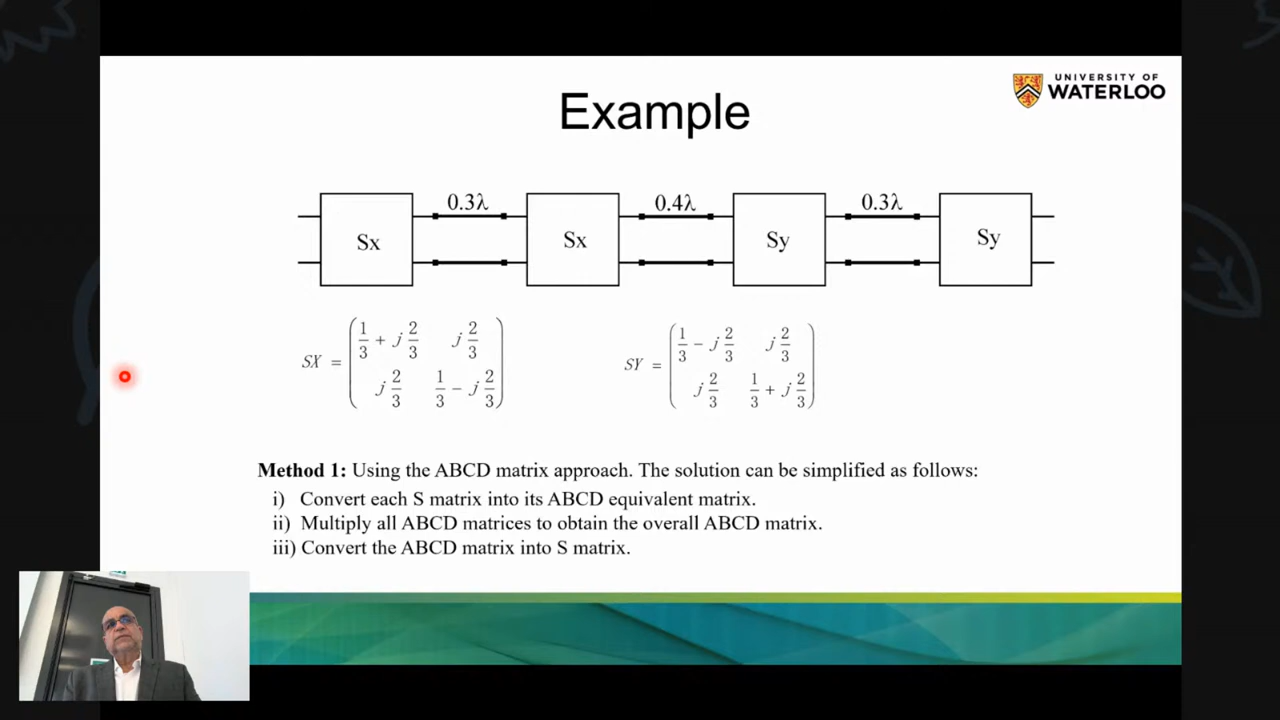 UNIVERSITY OF
WATERLOO
Example
0.3λ 0.4λ 0.3λ
Sx Sx Sy Sy
SX = ( 1/3 + j 2/3   j 2/3
j 2/3   1/3 − j 2/3 )
SY = ( 1/3 − j 2/3   j 2/3
j 2/3   1/3 + j 2/3 )
Method 1: Using the ABCD matrix approach. The solution can be simplified as follows:
i) Convert each S matrix into its ABCD equivalent matrix.
ii) Multiply all ABCD matrices to obtain the overall ABCD matrix.
iii) Convert the ABCD matrix into S matrix.